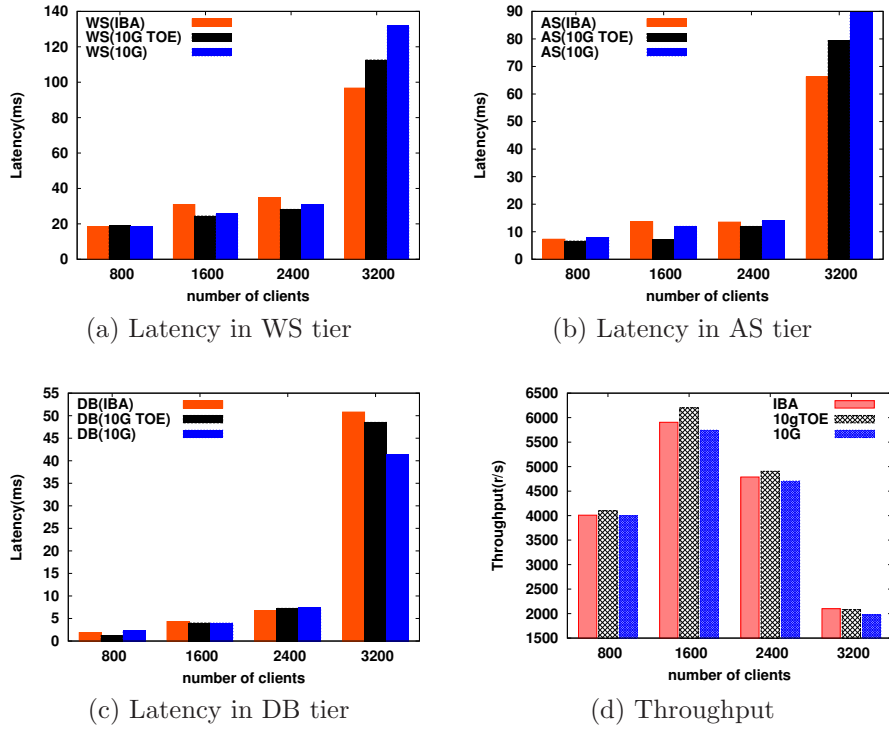 140
120
100
80
60
40
20
0
Latency(ms)
WS(IBA)
WS(10G TOE)
WS(10G)
800 1600 2400 3200
number of clients
(a) Latency in WS tier
90
80
70
60
50
40
30
20
10
0
Latency(ms)
AS(IBA)
AS(10G TOE)
AS(10G)
800 1600 2400 3200
number of clients
(b) Latency in AS tier
55
50
45
40
35
30
25
20
15
10
5
0
Latency(ms)
DB(IBA)
DB(10G TOE)
DB(10G)
800 1600 2400 3200
number of clients
(c) Latency in DB tier
6500
6000
5500
5000
4500
4000
3500
3000
2500
2000
1500
Throughput(r/s)
IBA
10gTOE
10G
800 1600 2400 3200
number of clients
(d) Throughput